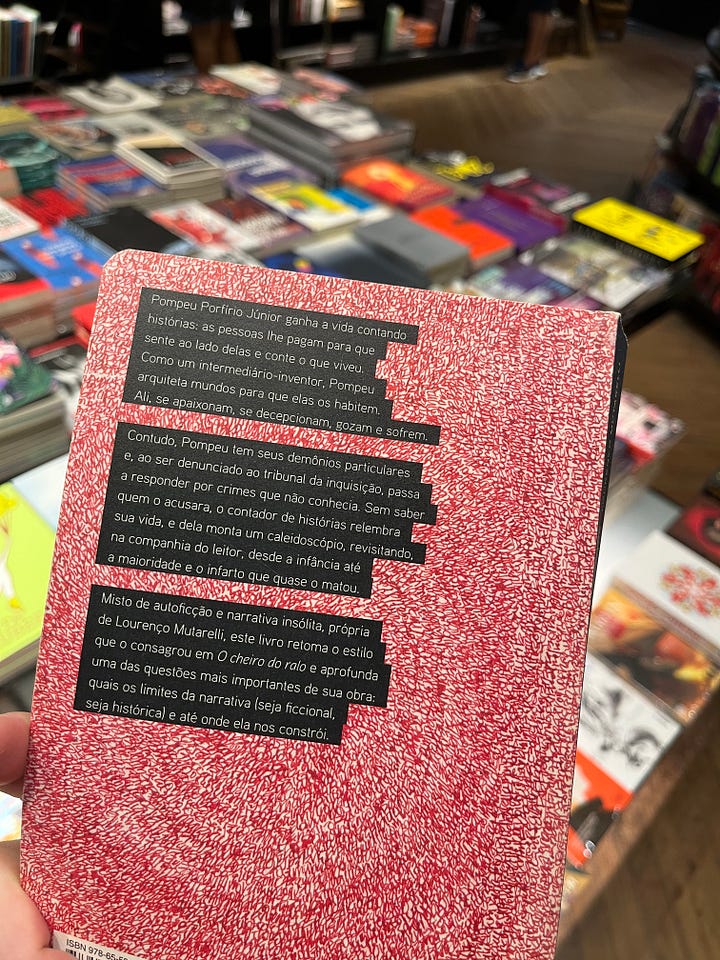 Pompeu Porfírio Júnior ganha a vida contando
histórias: as pessoas lhe pagam para que
sente ao lado delas e conte o que viveu.
Como um intermediário-inventor, Pompeu
arquiteta mundos para que elas os habitem.
Ali, se apaixonam, se decepcionam, gozam e sofrem.
Contudo, Pompeu tem seus demônios particulares
e, ao ser denunciado ao tribunal da inquisição, passa
a responder por crimes que não conhecia. Sem saber
quem o acusara, o contador de histórias relembra
sua vida, e dela monta um caleidoscópio, revisitando,
na companhia do leitor, desde a infância até
a maioridade e o infarto que quase o matou.
Misto de autoficção e narrativa insólita, própria
de Lourenço Mutarelli, este livro retoma o estilo
que o consagrou em O cheiro do ralo e aprofunda
uma das questões mais importantes de sua obra:
quais os limites da narrativa (seja ficcional,
seja histórica) e até onde ela nos constrói.
ISBN 978-65-5